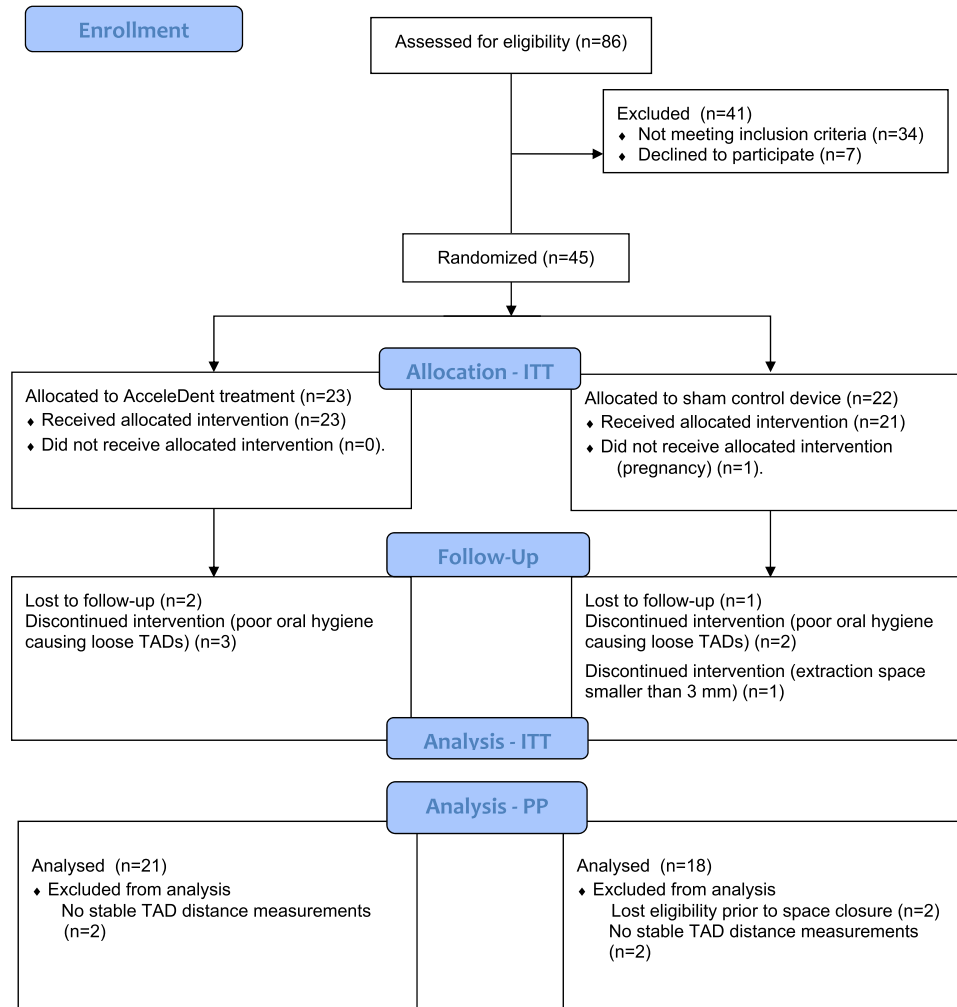 Enrollment
Assessed for eligibility (n=86)
Excluded (n=41)
♦ Not meeting inclusion criteria (n=34)
♦ Declined to participate (n=7)
Randomized (n=45)
Allocation - ITT
Allocated to AcceleDent treatment (n=23)
♦ Received allocated intervention (n=23)
♦ Did not receive allocated intervention (n=0).
Allocated to sham control device (n=22)
♦ Received allocated intervention (n=21)
♦ Did not receive allocated intervention
(pregnancy) (n=1).
Follow-Up
Lost to follow-up (n=2)
Discontinued intervention (poor oral hygiene
causing loose TADs) (n=3)
Lost to follow-up (n=1)
Discontinued intervention (poor oral hygiene
causing loose TADs) (n=2)
Discontinued intervention (extraction space
smaller than 3 mm) (n=1)
Analysis - ITT
Analysis - PP
Analysed (n=21)
♦ Excluded from analysis
No stable TAD distance measurements
(n=2)
Analysed (n=18)
♦ Excluded from analysis
Lost eligibility prior to space closure (n=2)
No stable TAD distance measurements
(n=2)